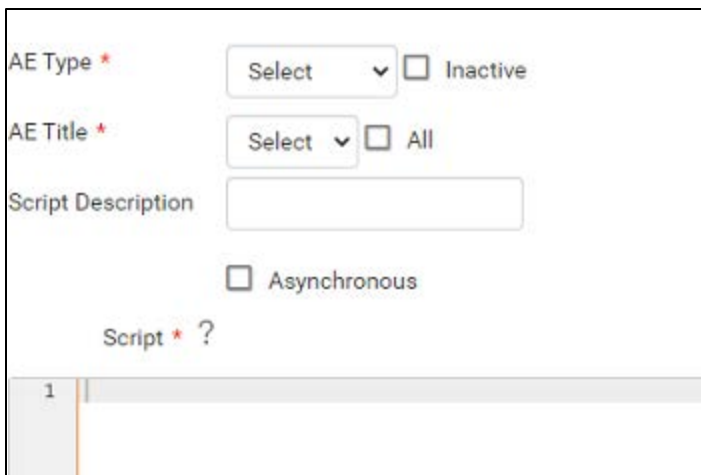 AE Type * Select Inactive
AE Title * Select All
Script Description
Asynchronous
Script * ?
1